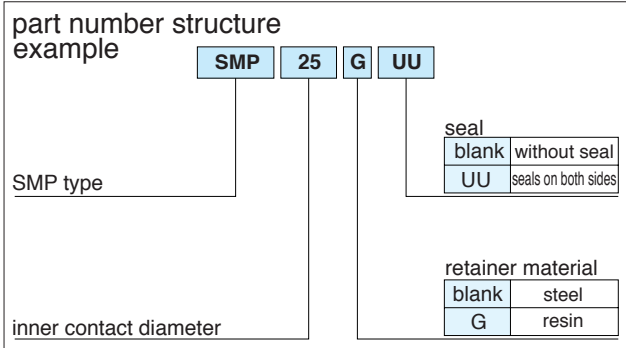 part number structure
example
SMP 25 G UU
seal
blank without seal
UU seals on both sides
SMP type
retainer material
blank steel
G resin
inner contact diameter